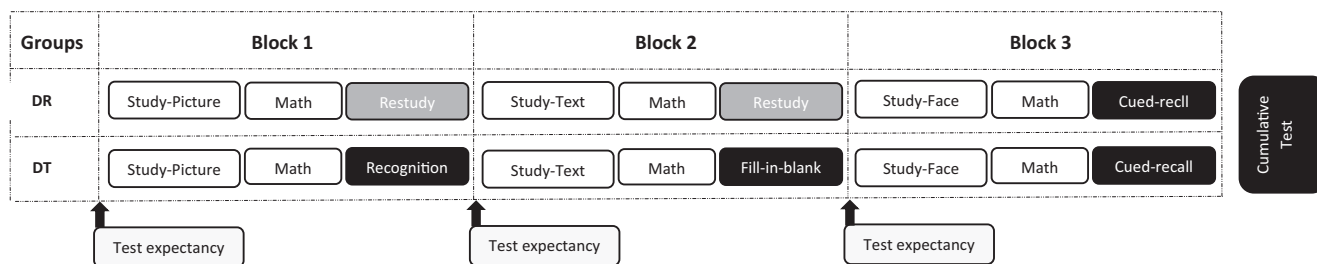 Groups Block 1 Block 2 Block 3
DR Study-Picture Math Restudy Study-Text Math Restudy Study-Face Math Cued-recll
DT Study-Picture Math Recognition Study-Text Math Fill-in-blank Study-Face Math Cued-recall
Cumulative
Test
Test expectancy Test expectancy Test expectancy